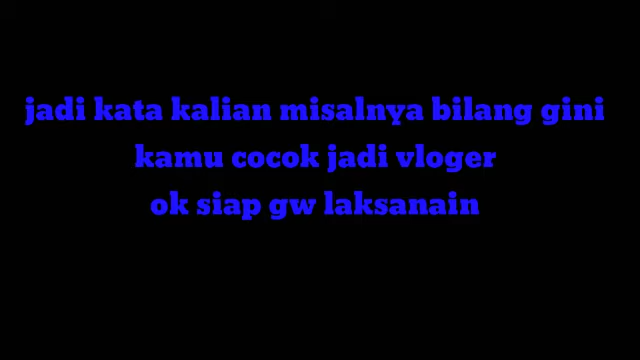 jadi kata kalian misalnya bilang gini
kamu cocok jadi vloger
ok siap gw laksanain